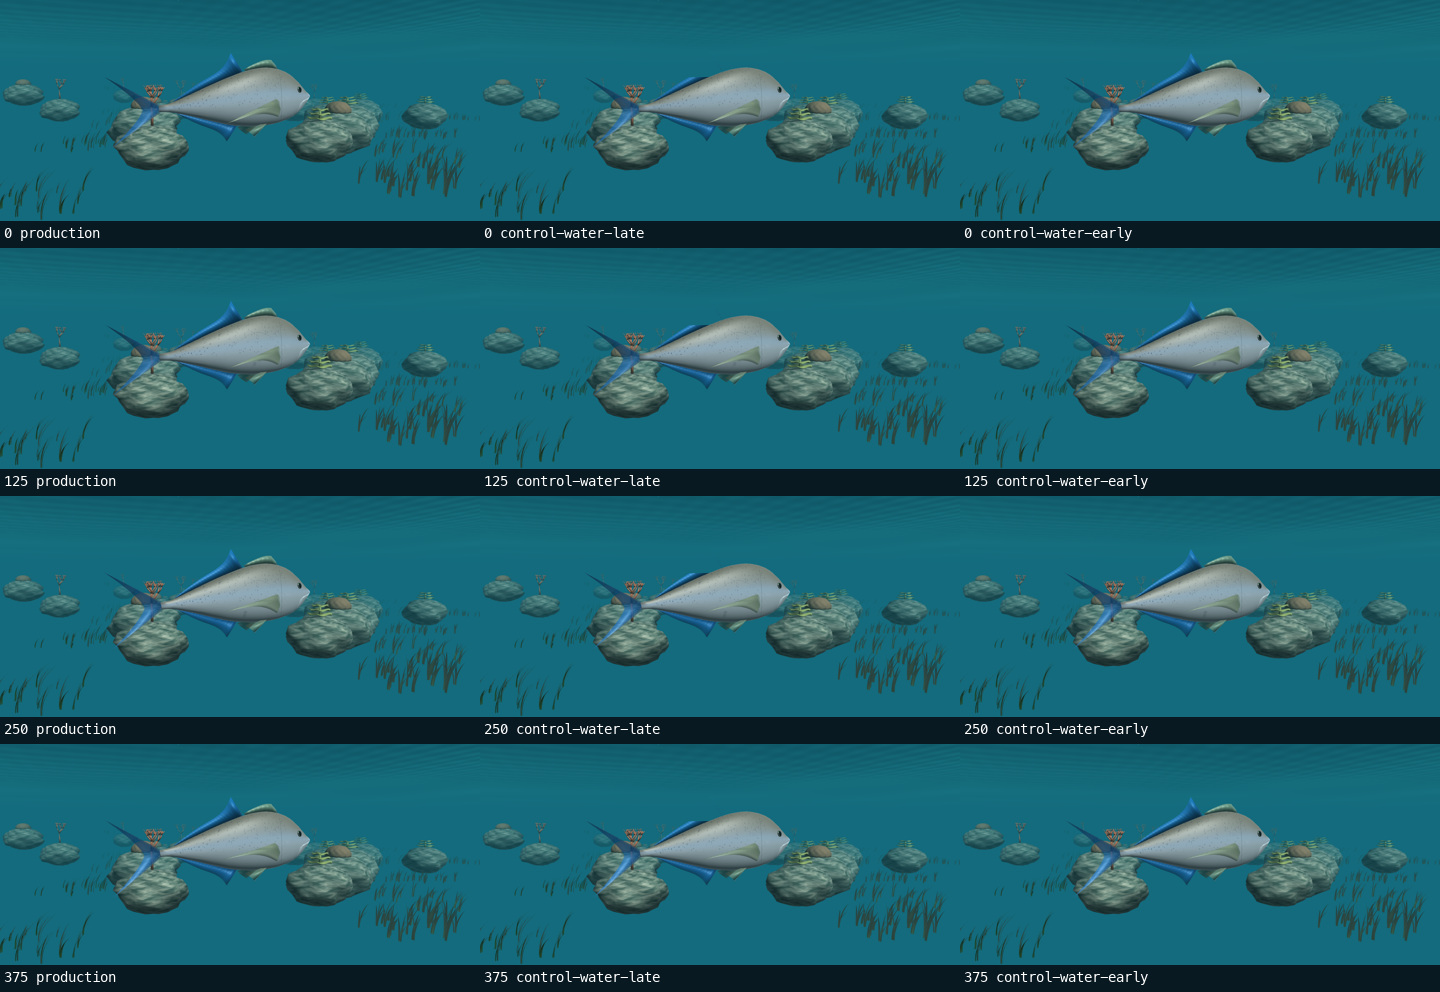 0 production
0 control−water−late
0 control−water−early
125 production
125 control−water−late
125 control−water−early
250 production
250 control−water−late
250 control−water−early
375 production
375 control−water−late
375 control−water−early